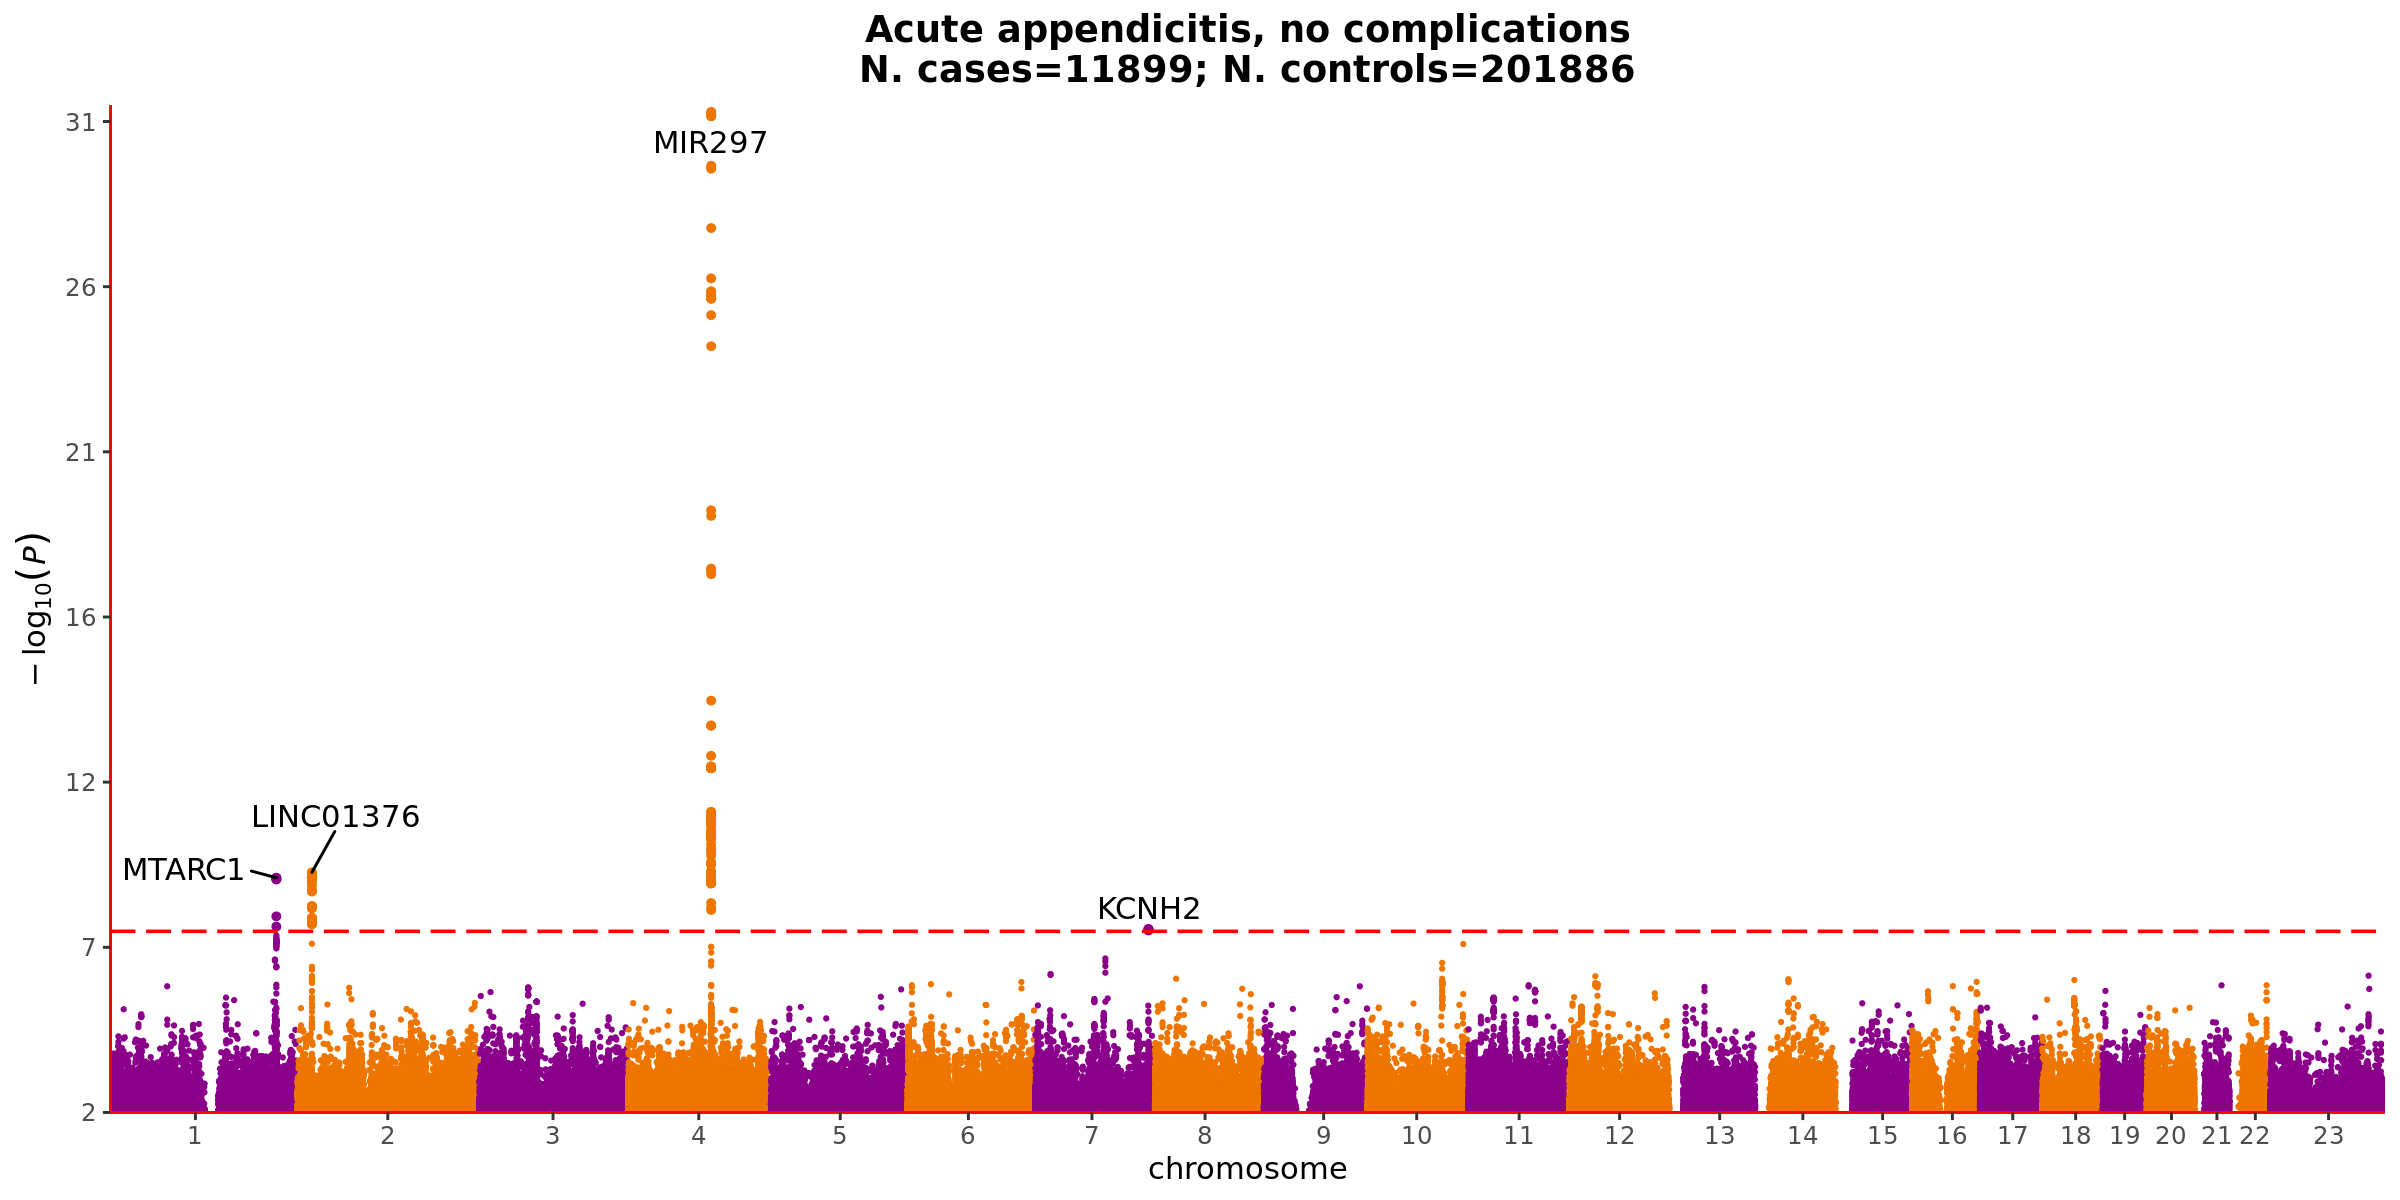 Acute appendicitis, no complications
N. cases=11899; N. controls=201886
31
MIR297
26
21
16
12
LINC01376
MTARC1
KCNH2
7
2
−log10(P)
1 2 3 4 5 6 7 8 9 10 11 12 13 14 15 16 17 18 19 20 21 22 23
chromosome